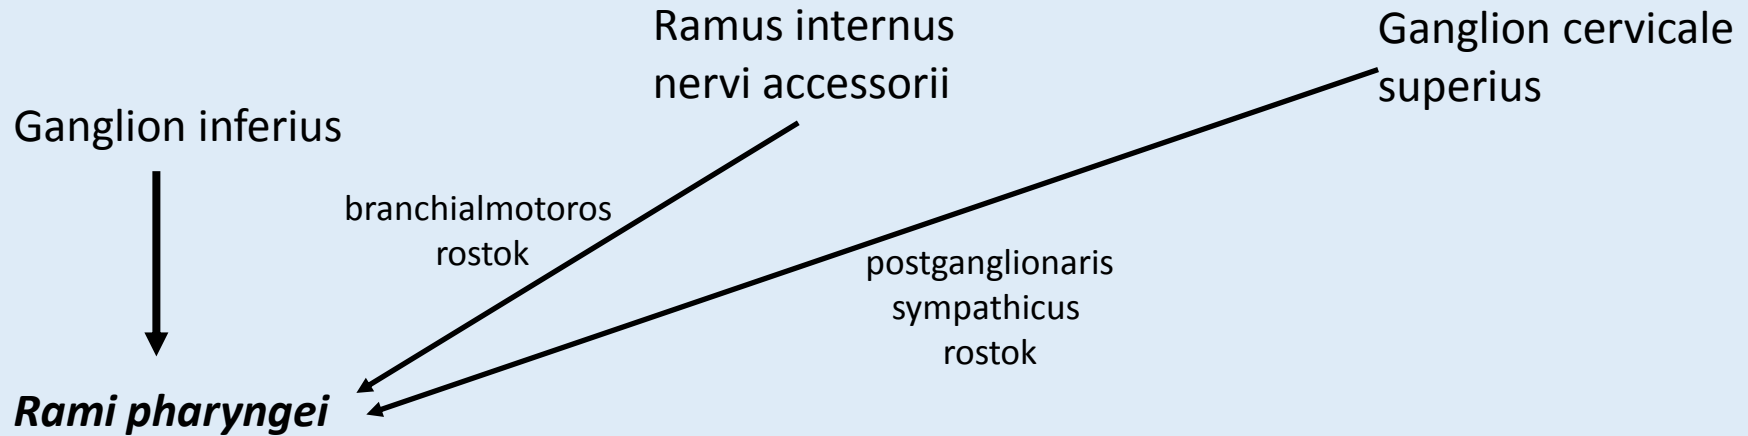 Ramus internus
nervi accessorii
Ganglion cervicale
superius
Ganglion inferius
branchialmotoros
rostok
postganglionaris
sympathicus
rostok
Rami pharyngei